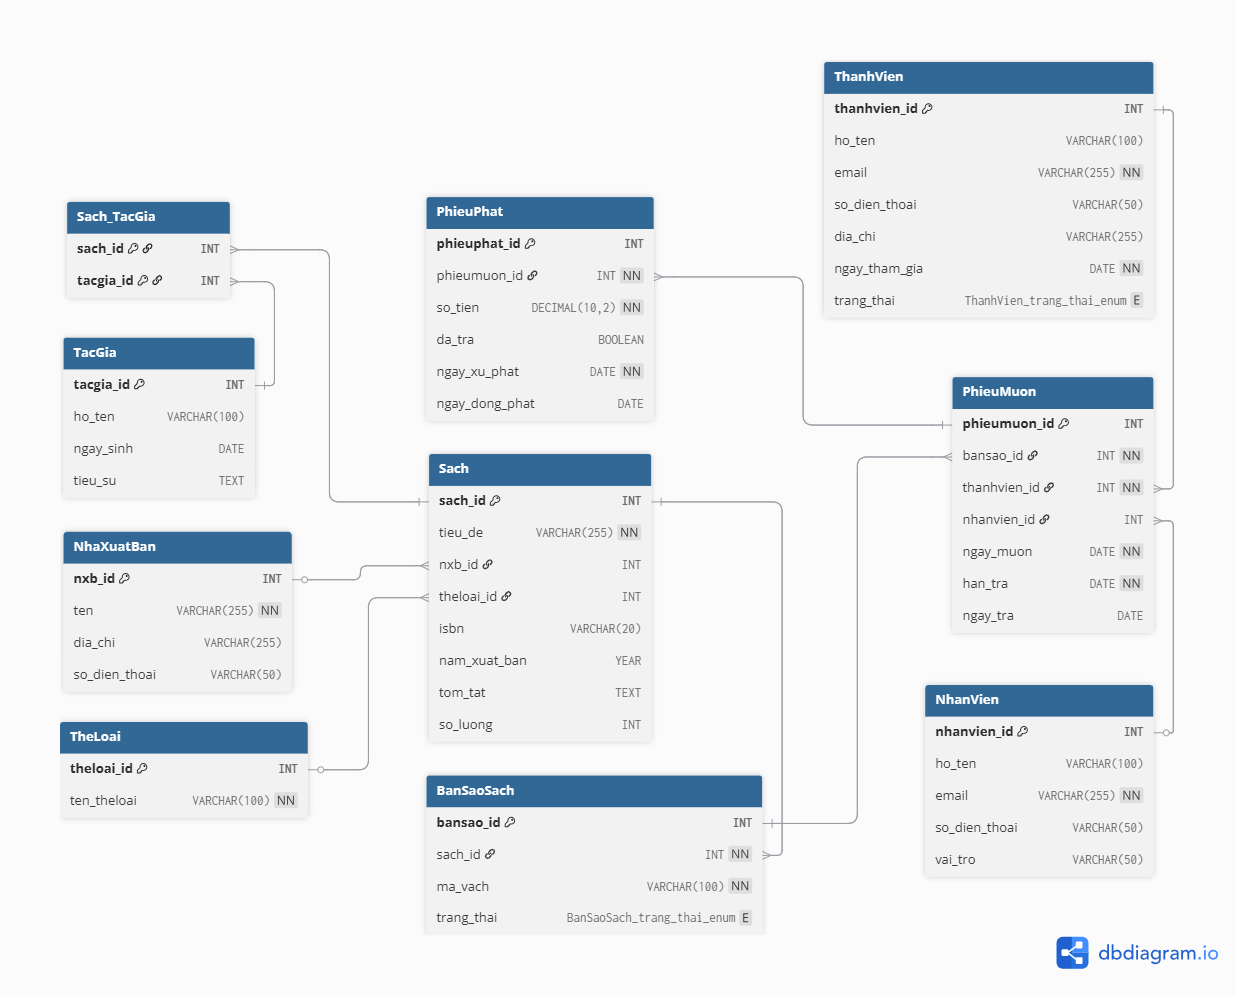 ThanhVien
thanhvien_id INT
ho_ten VARCHAR(100)
email VARCHAR(255) NN
so_dien_thoai VARCHAR(50)
dia_chi VARCHAR(255)
ngay_tham_gia DATE NN
trang_thai ThanhVien_trang_thai_enum E
Sach_TacGia
sach_id INT
tacgia_id INT
PhieuPhat
phieuphat_id INT
phieumuon_id INT NN
so_tien DECIMAL(10,2) NN
da_tra BOOLEAN
ngay_xu_phat DATE NN
ngay_dong_phat DATE
TacGia
tacgia_id INT
ho_ten VARCHAR(100)
ngay_sinh DATE
tieu_su TEXT
PhieuMuon
phieumuon_id INT
bansao_id INT NN
thanhvien_id INT NN
nhanvien_id INT
ngay_muon DATE NN
han_tra DATE NN
ngay_tra DATE
Sach
sach_id INT
tieu_de VARCHAR(255) NN
nxb_id INT
theloai_id INT
isbn VARCHAR(20)
nam_xuat_ban YEAR
tom_tat TEXT
so_luong INT
NhaXuatBan
nxb_id INT
ten VARCHAR(255) NN
dia_chi VARCHAR(255)
so_dien_thoai VARCHAR(50)
NhanVien
nhanvien_id INT
ho_ten VARCHAR(100)
email VARCHAR(255) NN
so_dien_thoai VARCHAR(50)
vai_tro VARCHAR(50)
TheLoai
theloai_id INT
ten_theloai VARCHAR(100) NN
BanSaoSach
bansao_id INT
sach_id INT NN
ma_vach VARCHAR(100) NN
trang_thai BanSaoSach_trang_thai_enum E
dbdiagram.io